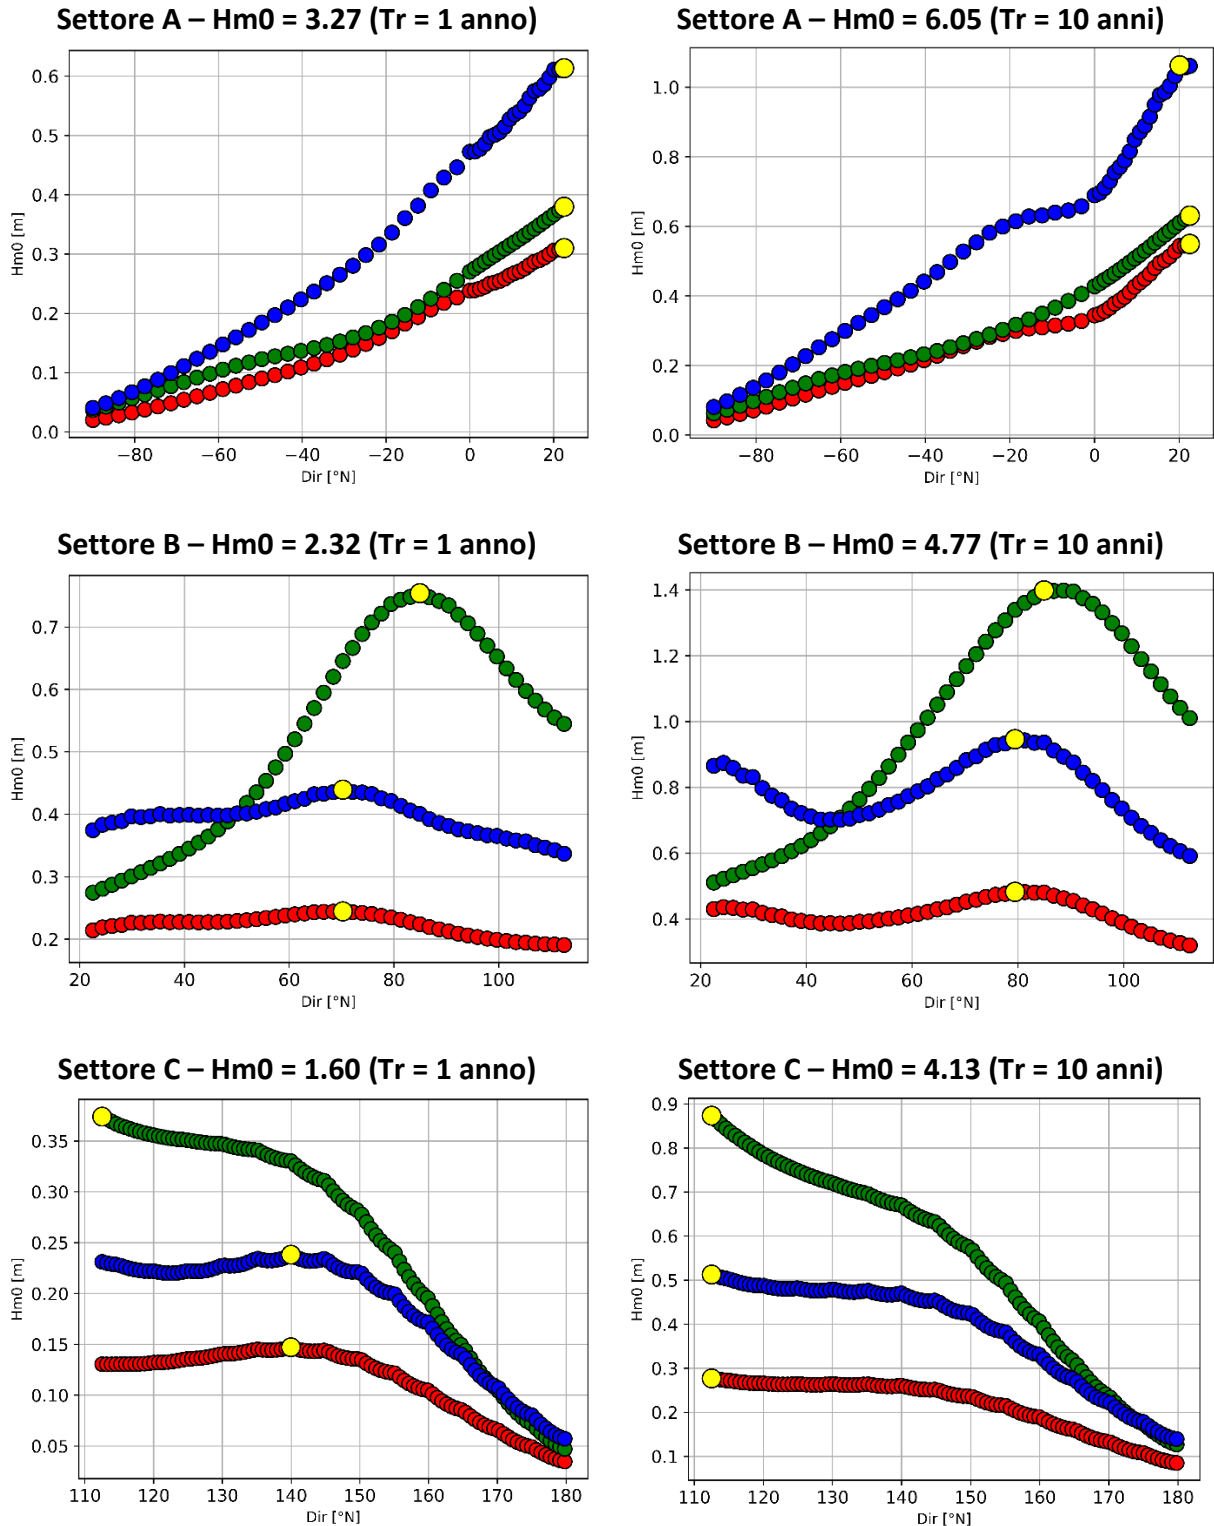 Settore A – Hm0 = 3.27 (Tr = 1 anno)
Hm0 [m]
0.6
0.5
0.4
0.3
0.2
0.1
0.0
−80 −60 −40 −20 0 20
Dir [°N]
Settore A – Hm0 = 6.05 (Tr = 10 anni)
Hm0 [m]
1.0
0.8
0.6
0.4
0.2
0.0
−80 −60 −40 −20 0 20
Dir [°N]
Settore B – Hm0 = 2.32 (Tr = 1 anno)
Hm0 [m]
0.7
0.6
0.5
0.4
0.3
0.2
20 40 60 80 100
Dir [°N]
Settore B – Hm0 = 4.77 (Tr = 10 anni)
Hm0 [m]
1.4
1.2
1.0
0.8
0.6
0.4
20 40 60 80 100
Dir [°N]
Settore C – Hm0 = 1.60 (Tr = 1 anno)
Hm0 [m]
0.35
0.30
0.25
0.20
0.15
0.10
0.05
110 120 130 140 150 160 170 180
Dir [°N]
Settore C – Hm0 = 4.13 (Tr = 10 anni)
Hm0 [m]
0.9
0.8
0.7
0.6
0.5
0.4
0.3
0.2
0.1
110 120 130 140 150 160 170 180
Dir [°N]